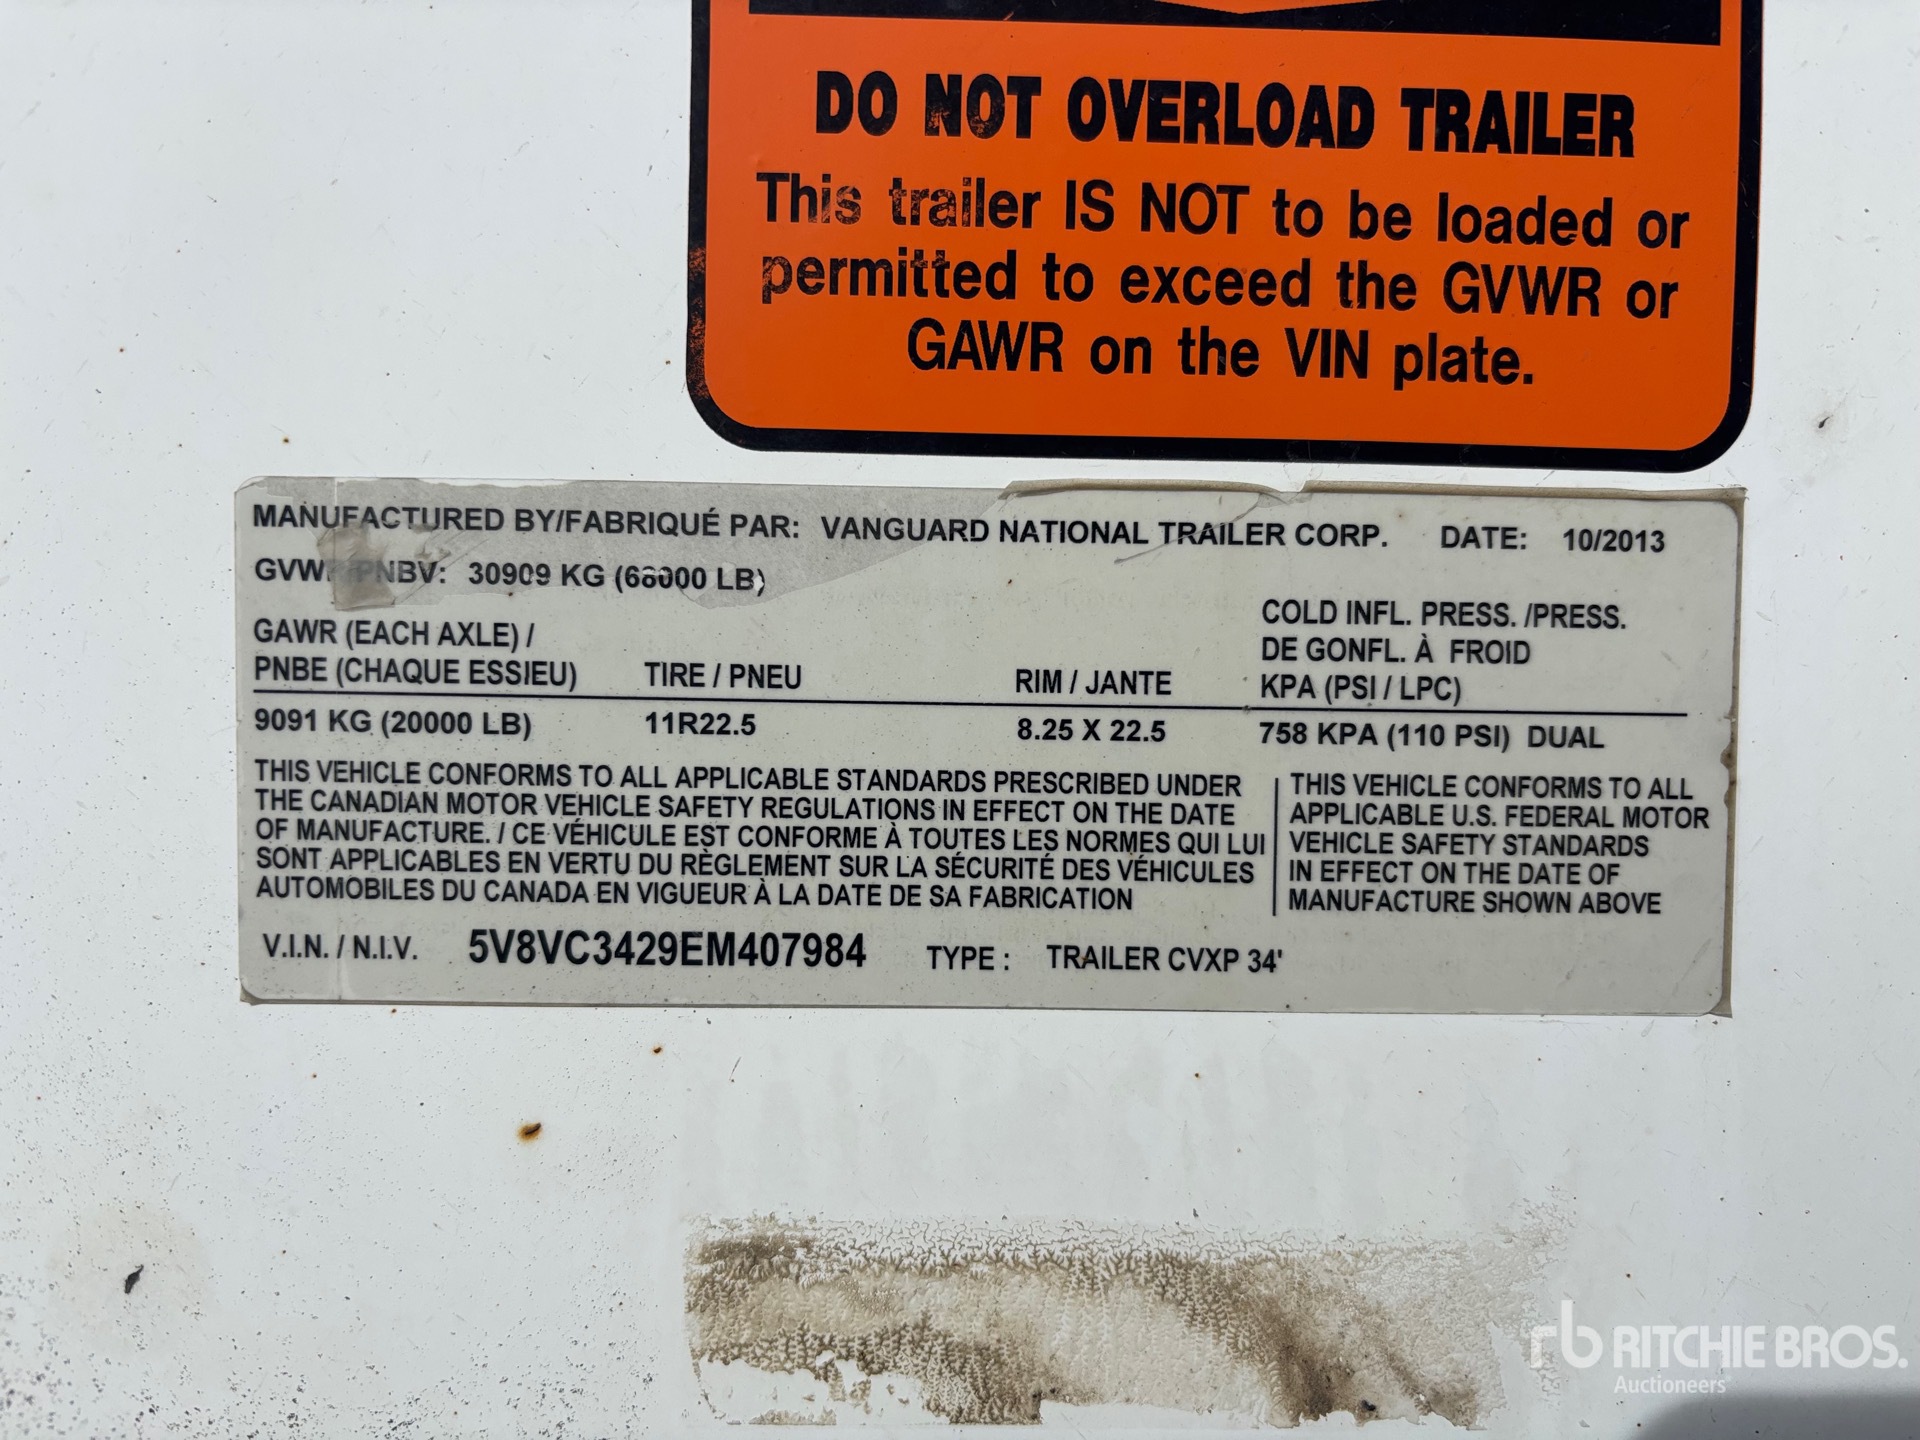 DO NOT OVERLOAD TRAILER
This trailer IS NOT to be loaded or
permitted to exceed the GVWR or
GAWR on the VIN plate.
MANUFACTURED BY/FABRIQUÉ PAR: VANGUARD NATIONAL TRAILER CORP. DATE: 10/2013
PNBV: 30909 KG (68000 LB)
GAWR (EACH AXLE) /
PNBE (CHAQUE ESSIEU) TIRE / PNEU RIM / JANTE
COLD INFL. PRESS. /PRESS.
DE GONFL. À FROID
KPA (PSI / LPC)
9091 KG (20000 LB) 11R22.5 8.25 X 22.5 758 KPA (110 PSI) DUAL
THIS VEHICLE CONFORMS TO ALL APPLICABLE STANDARDS PRESCRIBED UNDER
THE CANADIAN MOTOR VEHICLE SAFETY REGULATIONS IN EFFECT ON THE DATE
OF MANUFACTURE. / CE VÉHICULE EST CONFORME À TOUTES LES NORMES QUI LUI
SONT APPLICABLES EN VERTU DU RÈGLEMENT SUR LA SÉCURITÉ DES VÉHICULES
AUTOMOBILES DU CANADA EN VIGUEUR À LA DATE DE SA FABRICATION
THIS VEHICLE CONFORMS TO ALL
APPLICABLE U.S. FEDERAL MOTOR
VEHICLE SAFETY STANDARDS
IN EFFECT ON THE DATE OF
MANUFACTURE SHOWN ABOVE
V.I.N. / N.I.V. 5V8VC3429EM407984 TYPE : TRAILER CVXP 34'
rb RITCHIE BROS.
Auctioneers